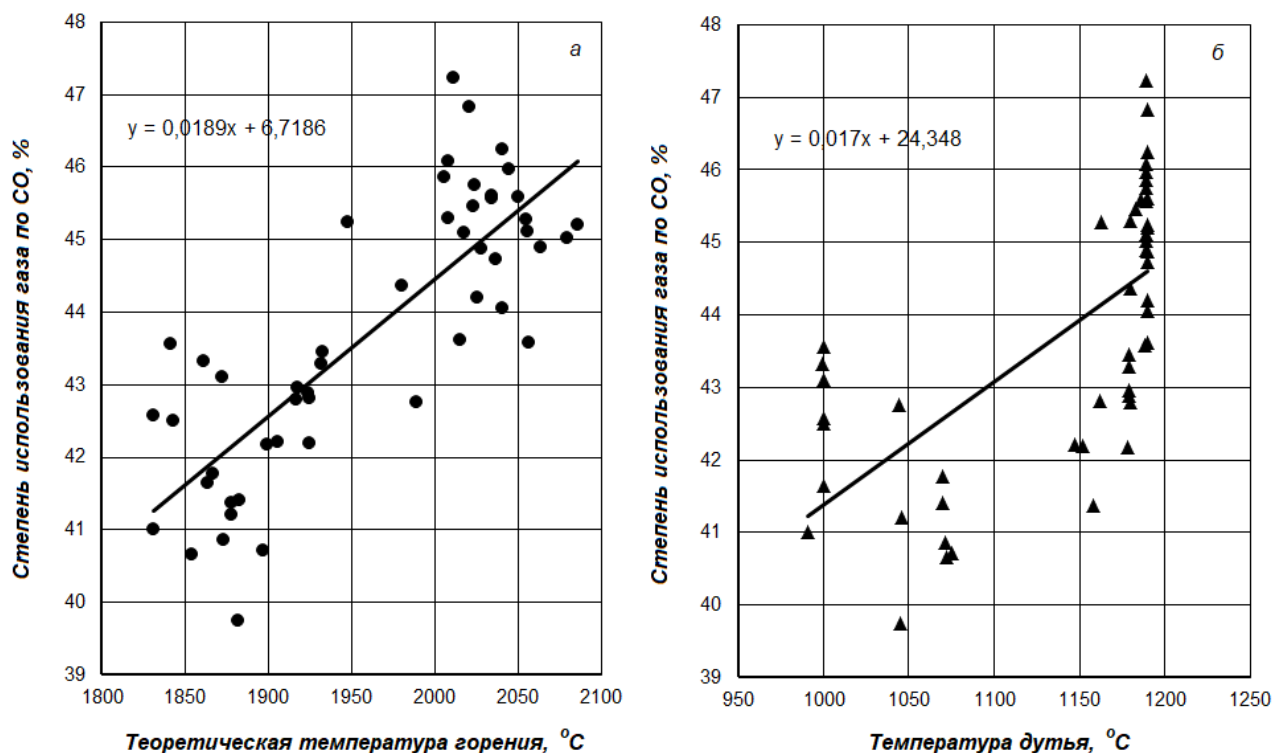 а
y = 0,0189x + 6,7186
Степень использования газа по СО, %
48
47
46
45
44
43
42
41
40
39
1800 1850 1900 1950 2000 2050 2100
Теоретическая температура горения, °С
б
y = 0,017x + 24,348
Степень использования газа по СО, %
48
47
46
45
44
43
42
41
40
39
950 1000 1050 1100 1150 1200 1250
Температура дутья, °С